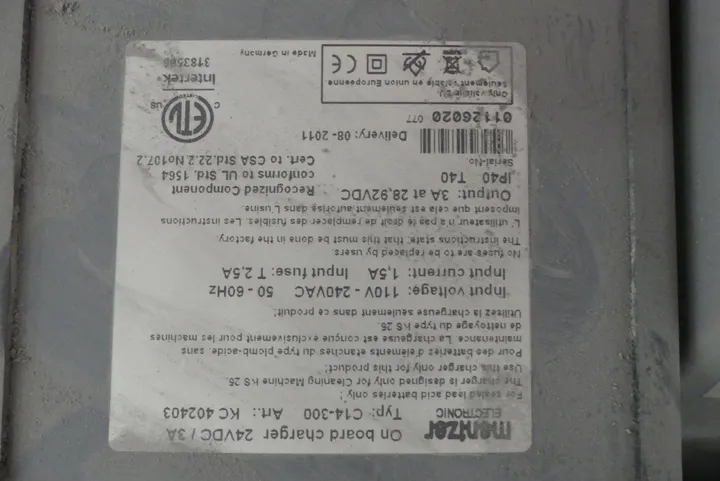 mentzer
ELECTRONIC
On board charger 24VDC / 3A
Typ: C14-300 Art.: KC 402403
For sealed lead acid batteries only!
The charger is designed only for Cleaning Machine KS 25.
Use this charger only for this product!
Pour des batteries d'éléments étanches du type plomb-acide. sans
maintenance. La chargeuse est conçue exclusivement pour les machines
de nettoyage du type KS 25.
Utilisez la chargeuse seulement dans ce produit!
Input voltage: 110V - 240VAC 50 - 60Hz
Input current: 1,5A Input fuse: T 2,5A
No fuses are to be replaced by users.
The instructions state, that this must be done in the factory.
L' utilisateur n'a pas le droit de remplacer des fusibles. Les instructions
imposent que cela est seulement autorisé dans L'usine.
Output: 3A at 28,92VDC
IP40 T40
Serial-No
Delivery: 08 - 2011
01126020 077
Only valid in EU
seulement valable en union Européenne
CE
Recognized Component
conforms to UL Std. 1564
Cert. to CSA Std.22.2 No107.2
C ETL US
Intertek
3183586
Made in Germany